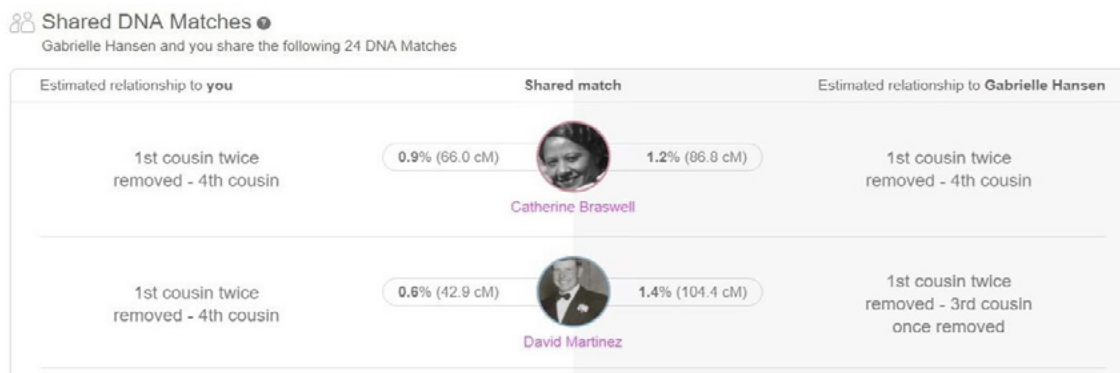 Shared DNA Matches ?
Gabrielle Hansen and you share the following 24 DNA Matches
Estimated relationship to you
Shared match
Estimated relationship to Gabrielle Hansen
1st cousin twice
removed - 4th cousin
0.9% (66.0 cM)
1.2% (86.8 cM)
1st cousin twice
removed - 4th cousin
Catherine Braswell
1st cousin twice
removed - 4th cousin
0.6% (42.9 cM)
1.4% (104.4 cM)
1st cousin twice
removed - 3rd cousin
once removed
David Martinez